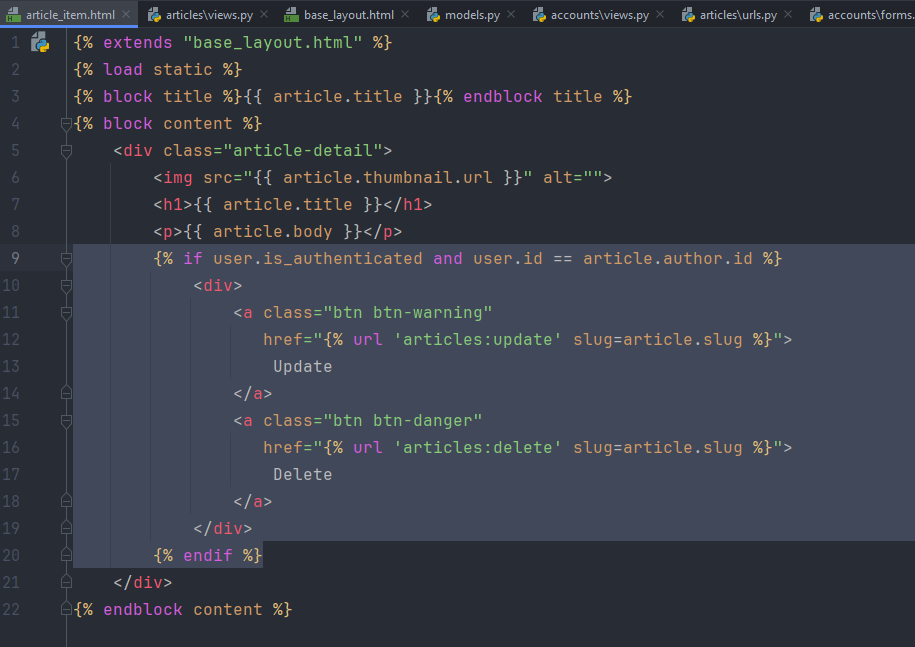 article_item.html articles\views.py base_layout.html models.py accounts\views.py articles\urls.py accounts\forms.
1 {% extends "base_layout.html" %}
2 {% load static %}
3 {% block title %}{{ article.title }}{% endblock title %}
4 {% block content %}
5     <div class="article-detail">
6         <img src="{{ article.thumbnail.url }}" alt="">
7         <h1>{{ article.title }}</h1>
8         <p>{{ article.body }}</p>
9         {% if user.is_authenticated and user.id == article.author.id %}
10             <div>
11                 <a class="btn btn-warning"
12                    href="{% url 'articles:update' slug=article.slug %}">
13                     Update
14                 </a>
15                 <a class="btn btn-danger"
16                    href="{% url 'articles:delete' slug=article.slug %}">
17                     Delete
18                 </a>
19             </div>
20         {% endif %}
21     </div>
22 {% endblock content %}